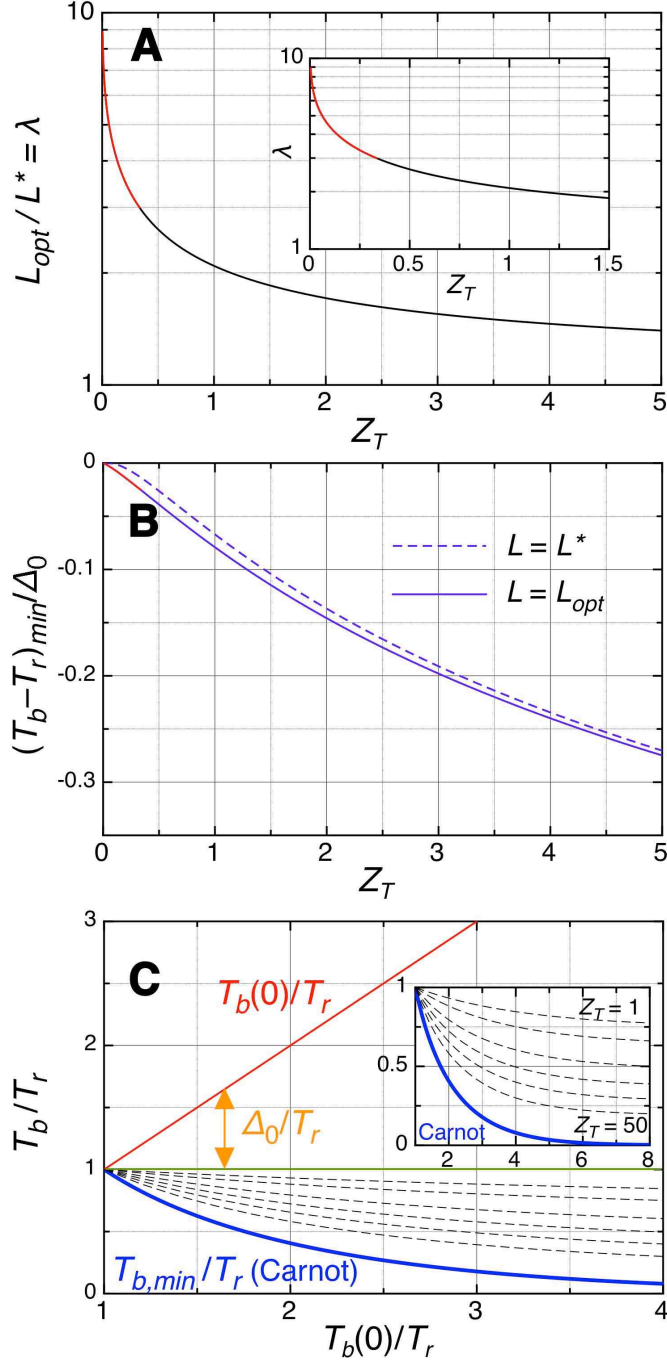 A
L_opt / L* = λ
10
1
0
1
2
3
4
5
Z_T
λ
10
1
0
0.5
1
1.5
Z_T
B
(T_b–T_r)_min/Δ_0
0
-0.1
-0.2
-0.3
L = L*
L = L_opt
0
1
2
3
4
5
Z_T
C
T_b/T_r
3
2
1
0
T_b(0)/T_r
Δ_0/T_r
T_b,min/T_r (Carnot)
1
0.5
0
Z_T = 1
Z_T = 50
Carnot
2
4
6
8
1
2
3
4
T_b(0)/T_r